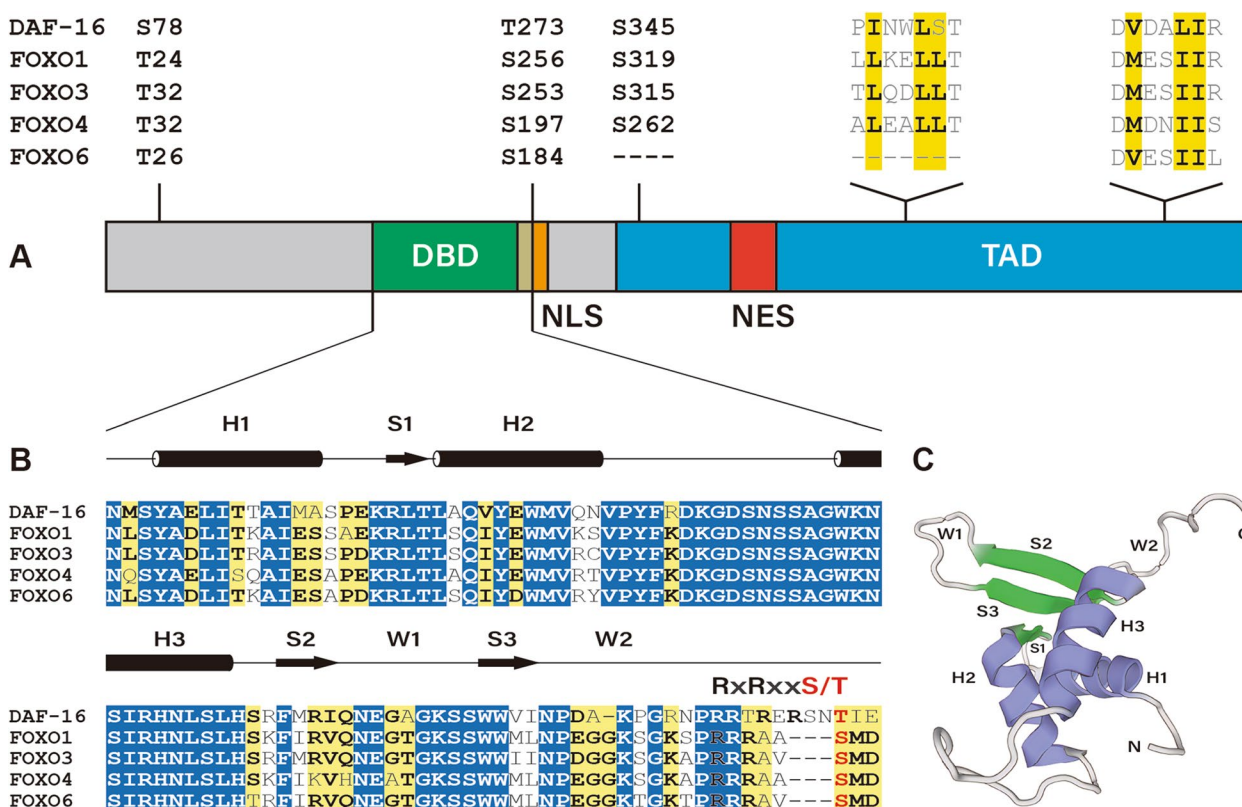 DAF-16 S78 T273 S345 PINWLST DVDALIR
FOXO1 T24 S256 S319 LLKELLT DMESIIR
FOXO3 T32 S253 S315 TLQDLLT DMESIIR
FOXO4 T32 S197 S262 ALEALLT DMDNIIS
FOXO6 T26 S184 ---- ------- DVESIIL
A DBD TAD
NLS NES
H1 S1 H2
B
DAF-16 NMSYAELITTAIMASPEKRLTLAQVYEWMVQNVPYFRDKGDSNSSAGWKN
FOXO1 NLSYADLITKAIESSAEKRLTLSQIYEWMVKSVPYFKDKGDSNSSAGWKN
FOXO3 NLSYADLITRAIESSPDKRLTLSQIYEWMVRCVPYFKDKGDSNSSAGWKN
FOXO4 NQSYAELISQAIESAPEKRLTLAQIYEWMVRTVPYFKDKGDSNSSAGWKN
FOXO6 NLSYADLITKAIESAPDKRLTLSQIYDWMVRYVPYFKDKGDSNSSAGWKN
H3 S2 W1 S3 W2
RxRxxS/T
DAF-16 SIRHNLSLHSRFMRIQNEGAGKSSWWVINPDA-KPGRNPRRTRERSNTIE
FOXO1 SIRHNLSLHSKFIRVQNEGTGKSSWWMLNPEGGKSGKSPRRRAA---SMD
FOXO3 SIRHNLSLHSRFMRVQNEGTGKSSWWIINPDGGKSGKAPRRRAV---SMD
FOXO4 SIRHNLSLHSKFIKVHNEATGKSSWWMLNPEGGKSGKAPRRRAA---SMD
FOXO6 SIRHNLSLHTRFIRVQNEGTGKSSWWMLNPEGGKTGKTPRRRAV---SMD
C
W1 S2 W2
S3 H3
S1
H2 H1
N